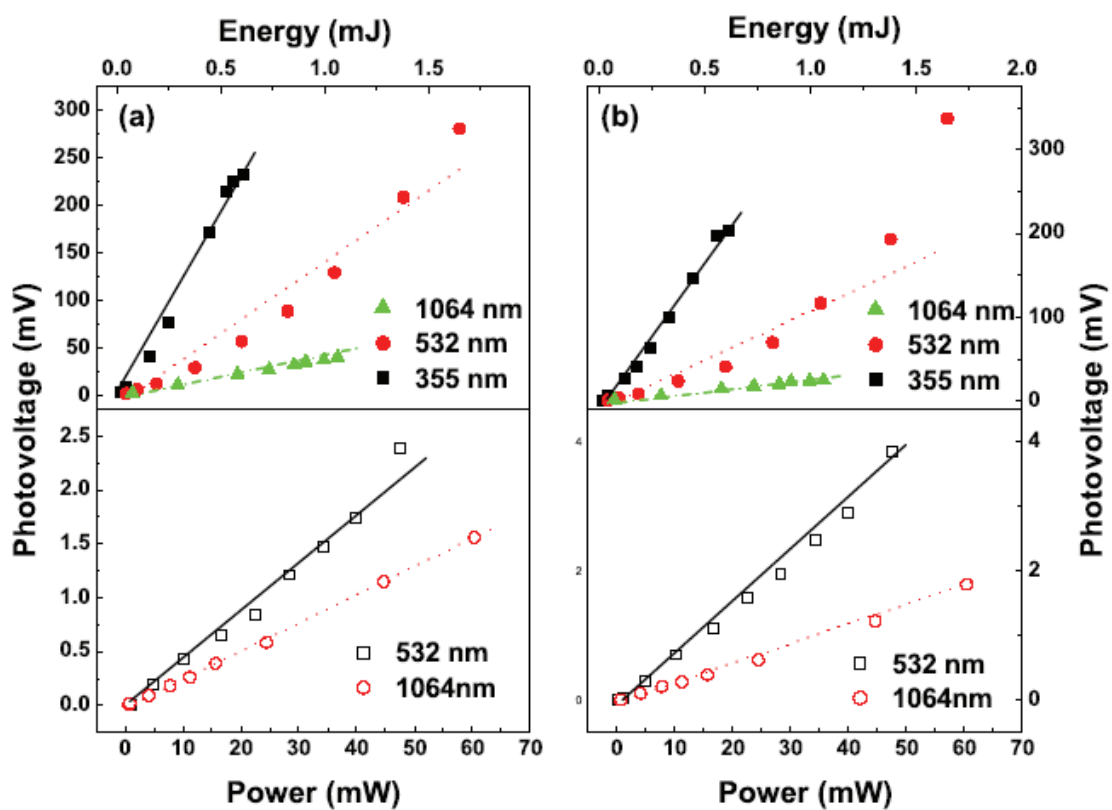 Energy (mJ)
Energy (mJ)
0.0 0.5 1.0 1.5
0.0 0.5 1.0 1.5 2.0
(a)
(b)
300
250
200
150
100
50
0
300
200
100
0
1064 nm
532 nm
355 nm
1064 nm
532 nm
355 nm
Photovoltage (mV)
Photovoltage (mV)
2.5
2.0
1.5
1.0
0.5
0.0
4
2
0
4
2
0
532 nm
1064nm
532 nm
1064nm
0 10 20 30 40 50 60 70
0 10 20 30 40 50 60 70
Power (mW)
Power (mW)